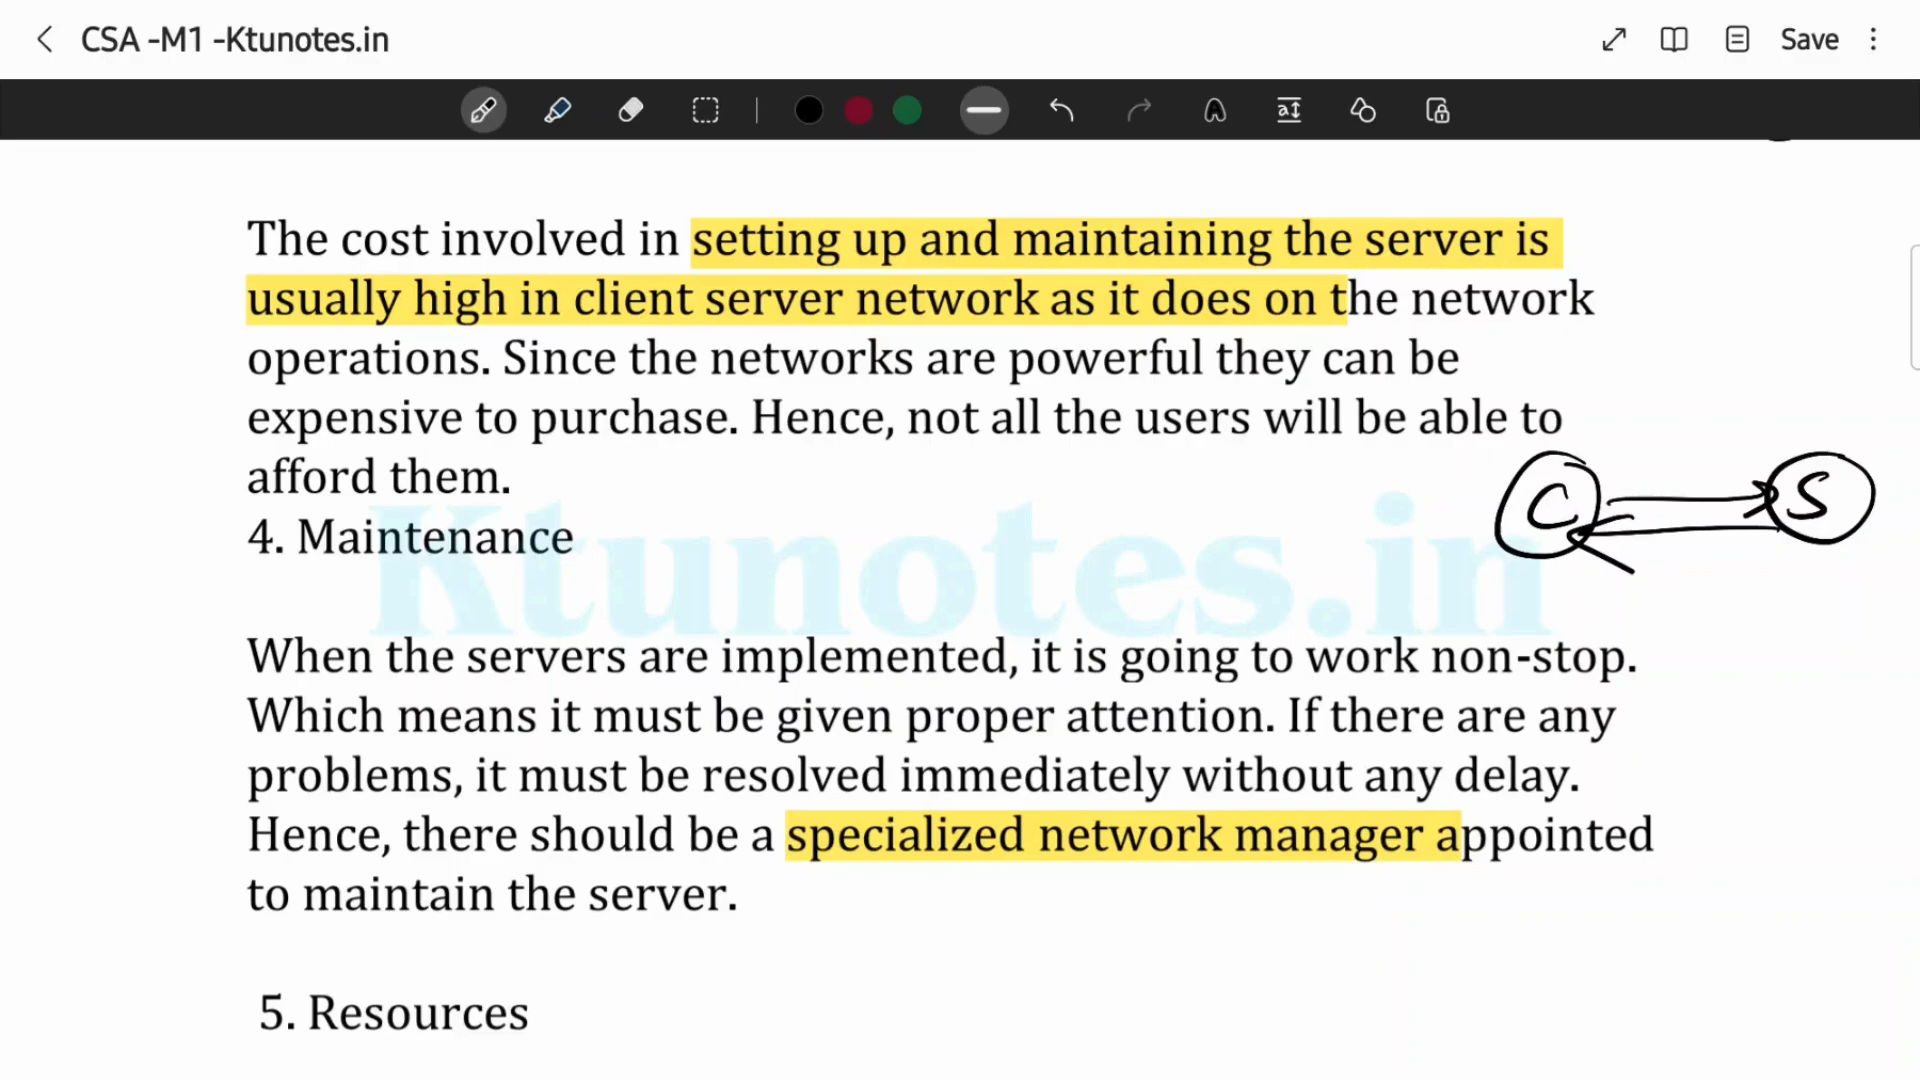 CSA -M1 -Ktunotes.in
Save
The cost involved in setting up and maintaining the server is
usually high in client server network as it does on the network
operations. Since the networks are powerful they can be
expensive to purchase. Hence, not all the users will be able to
afford them.
C S
4. Maintenance
Ktunotes.in
When the servers are implemented, it is going to work non-stop.
Which means it must be given proper attention. If there are any
problems, it must be resolved immediately without any delay.
Hence, there should be a specialized network manager appointed
to maintain the server.
5. Resources